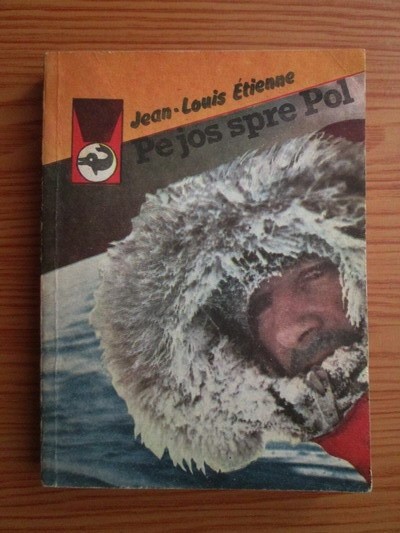 Jean-Louis Étienne
Pe jos spre Pol